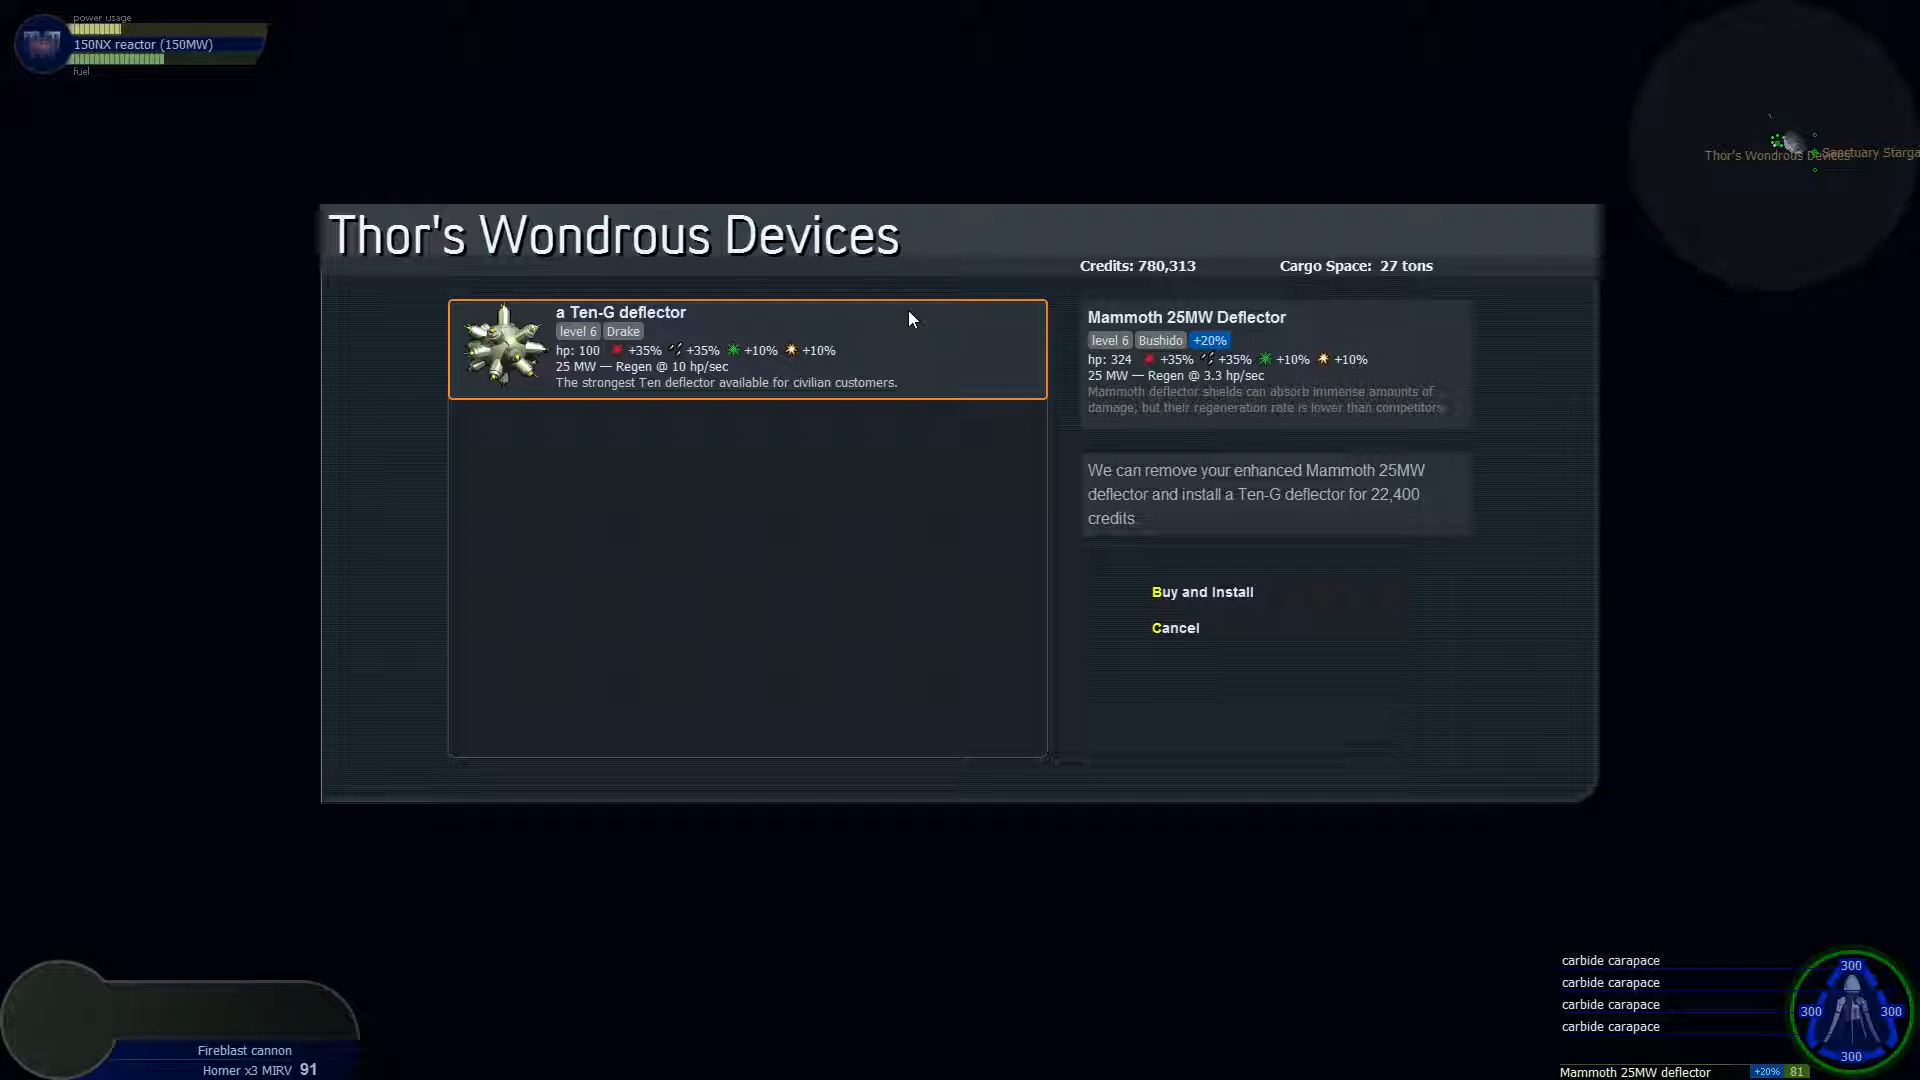 power usage
150NX reactor (150MW)
fuel
Thor's Wondrous Devices
Sanctuary Starga
Thor's Wondrous Devices
Credits: 780,313
Cargo Space: 27 tons
a Ten-G deflector
level 6 Drake
hp: 100 +35% +35% +10% +10%
25 MW — Regen @ 10 hp/sec
The strongest Ten deflector available for civilian customers.
Mammoth 25MW Deflector
level 6 Bushido +20%
hp: 324 +35% +35% +10% +10%
25 MW — Regen @ 3.3 hp/sec
Mammoth deflector shields can absorb immense amounts of
damage, but their regeneration rate is lower than competitors
We can remove your enhanced Mammoth 25MW
deflector and install a Ten-G deflector for 22,400
credits.
Buy and Install
Cancel
Fireblast cannon
Homer x3 MIRV 91
carbide carapace
carbide carapace
carbide carapace
carbide carapace
300
300
300
300
Mammoth 25MW deflector +20% 81